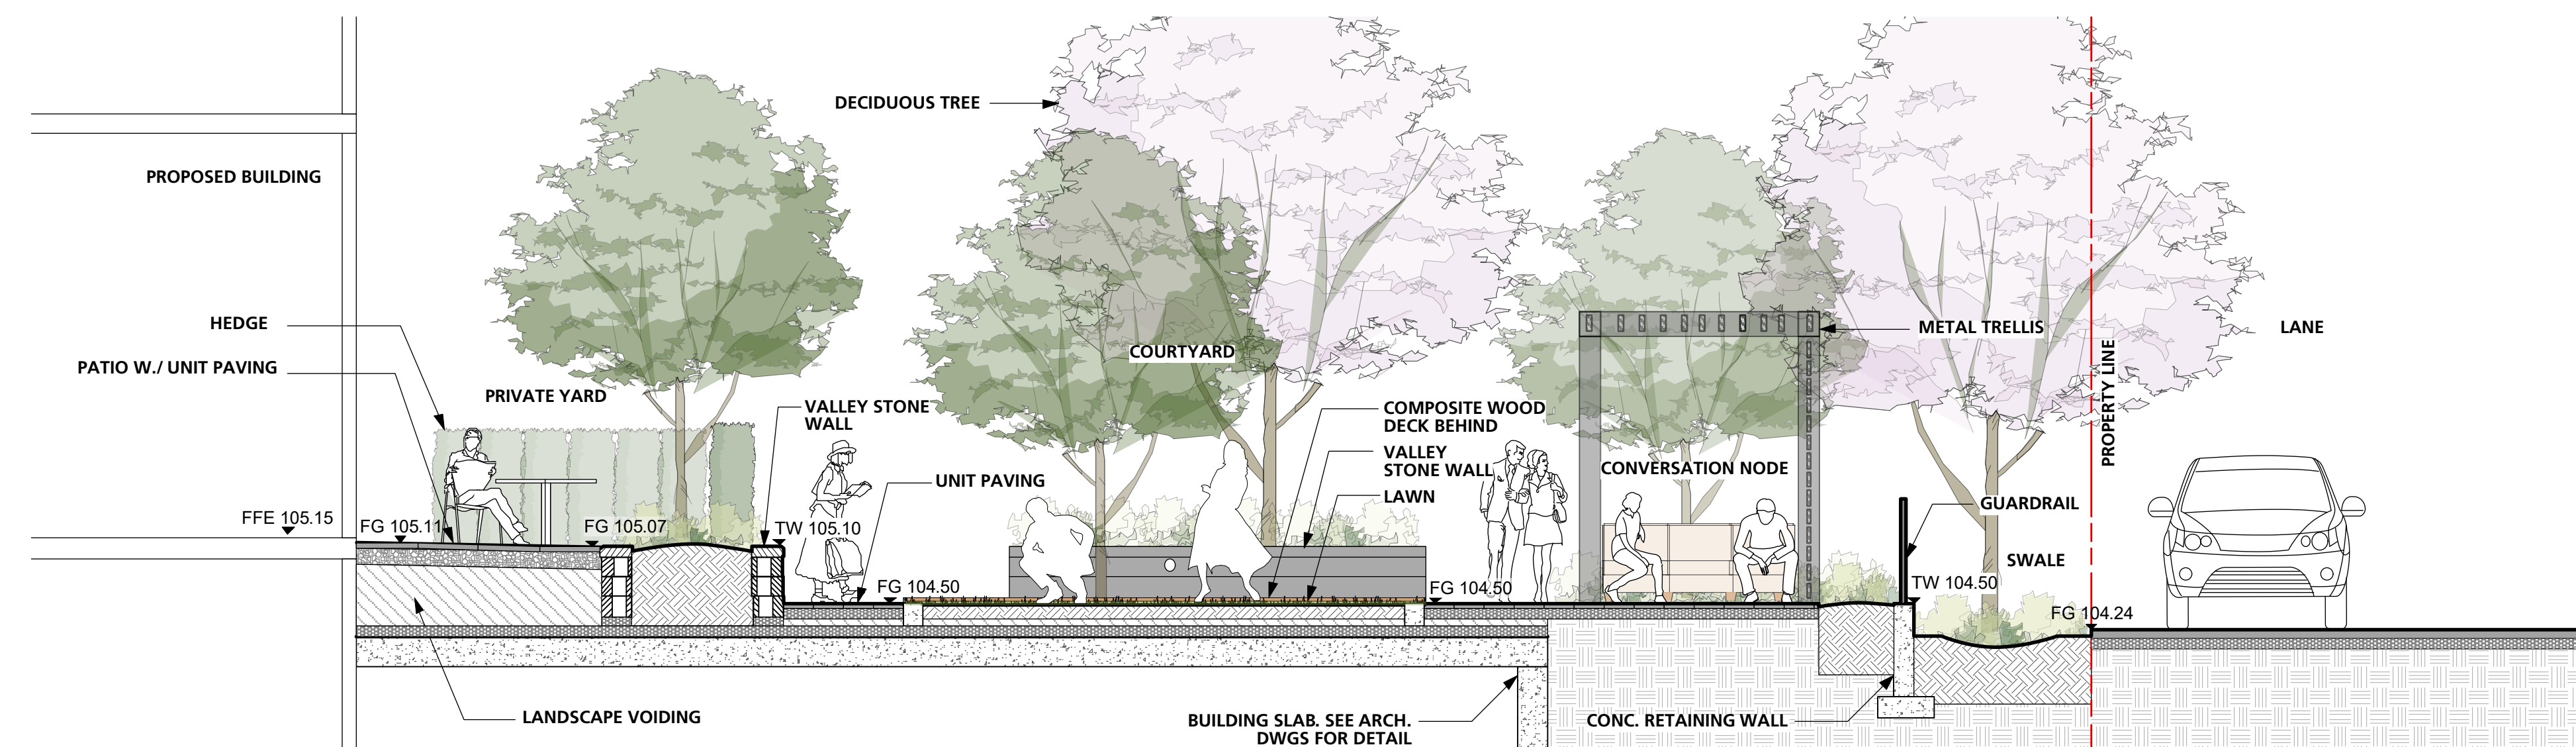 DECIDUOUS TREE
PROPOSED BUILDING
HEDGE
PATIO W./ UNIT PAVING
PRIVATE YARD
VALLEY STONE
WALL
UNIT PAVING
COURTYARD
COMPOSITE WOOD
DECK BEHIND
VALLEY
STONE WALL
LAWN
CONVERSATION NODE
METAL TRELLIS
PROPERTY LINE
LANE
GUARDRAIL
SWALE
FFE 105.15
FG 105.11
FG 105.07
TW 105.10
FG 104.50
FG 104.50
TW 104.50
FG 104.24
LANDSCAPE VOIDING
BUILDING SLAB. SEE ARCH.
DWGS FOR DETAIL
CONC. RETAINING WALL